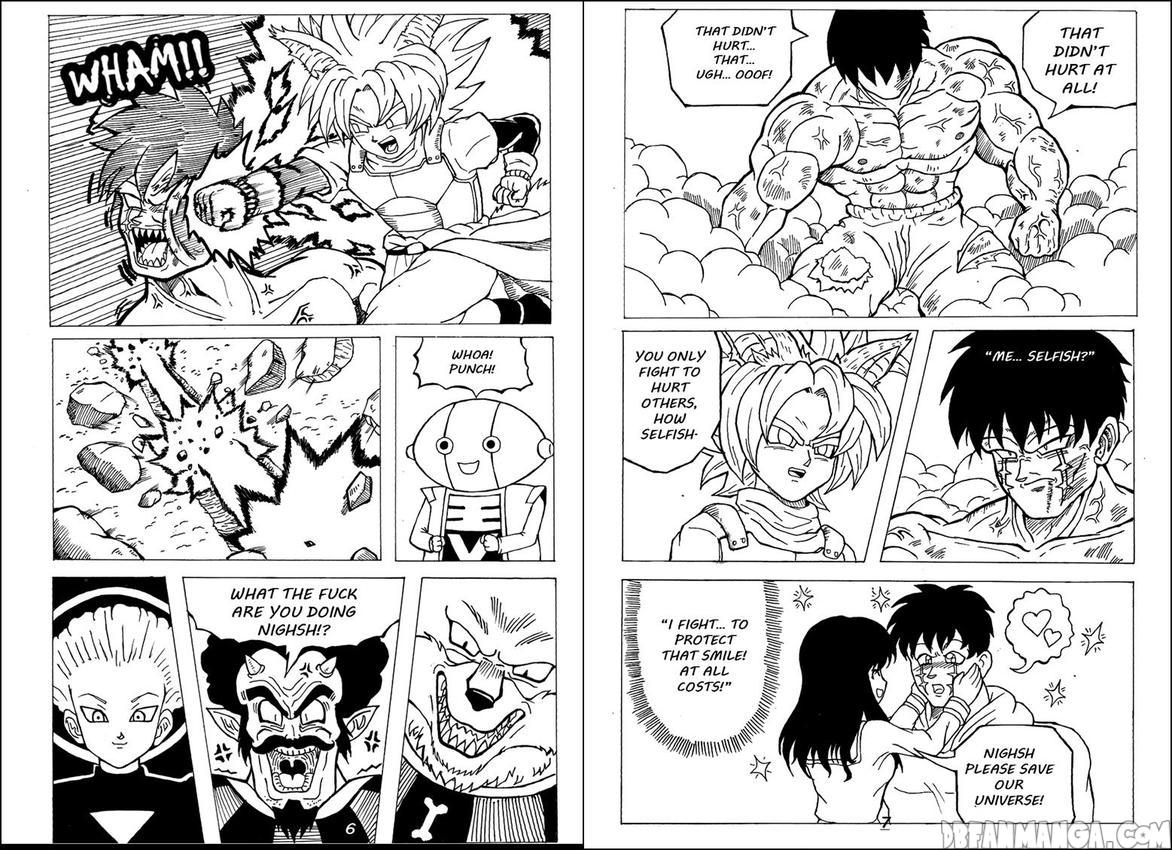 WHAM!!
WHOA!
PUNCH!
WHAT THE FUCK
ARE YOU DOING
NIGHSH!?
6
THAT DIDN'T
HURT...
THAT...
UGH... OOOF!
THAT
DIDN'T
HURT AT
ALL!
YOU ONLY
FIGHT TO
HURT
OTHERS,
HOW
SELFISH-
"ME... SELFISH?"
"I FIGHT... TO
PROTECT
THAT SMILE!
AT ALL
COSTS!"
NIGHSH
PLEASE SAVE
OUR
UNIVERSE!
7
DBFANMANGA.COM